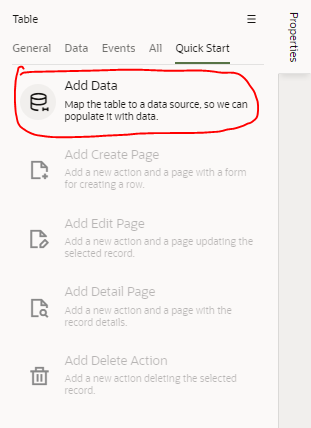 Table
Properties
General Data Events All Quick Start
Add Data
Map the table to a data source, so we can
populate it with data.
Add Create Page
Add a new action and a page with a form
for creating a row.
Add Edit Page
Add a new action and a page updating the
selected record.
Add Detail Page
Add a new action and a page with the
record details.
Add Delete Action
Add a new action deleting the selected
record.